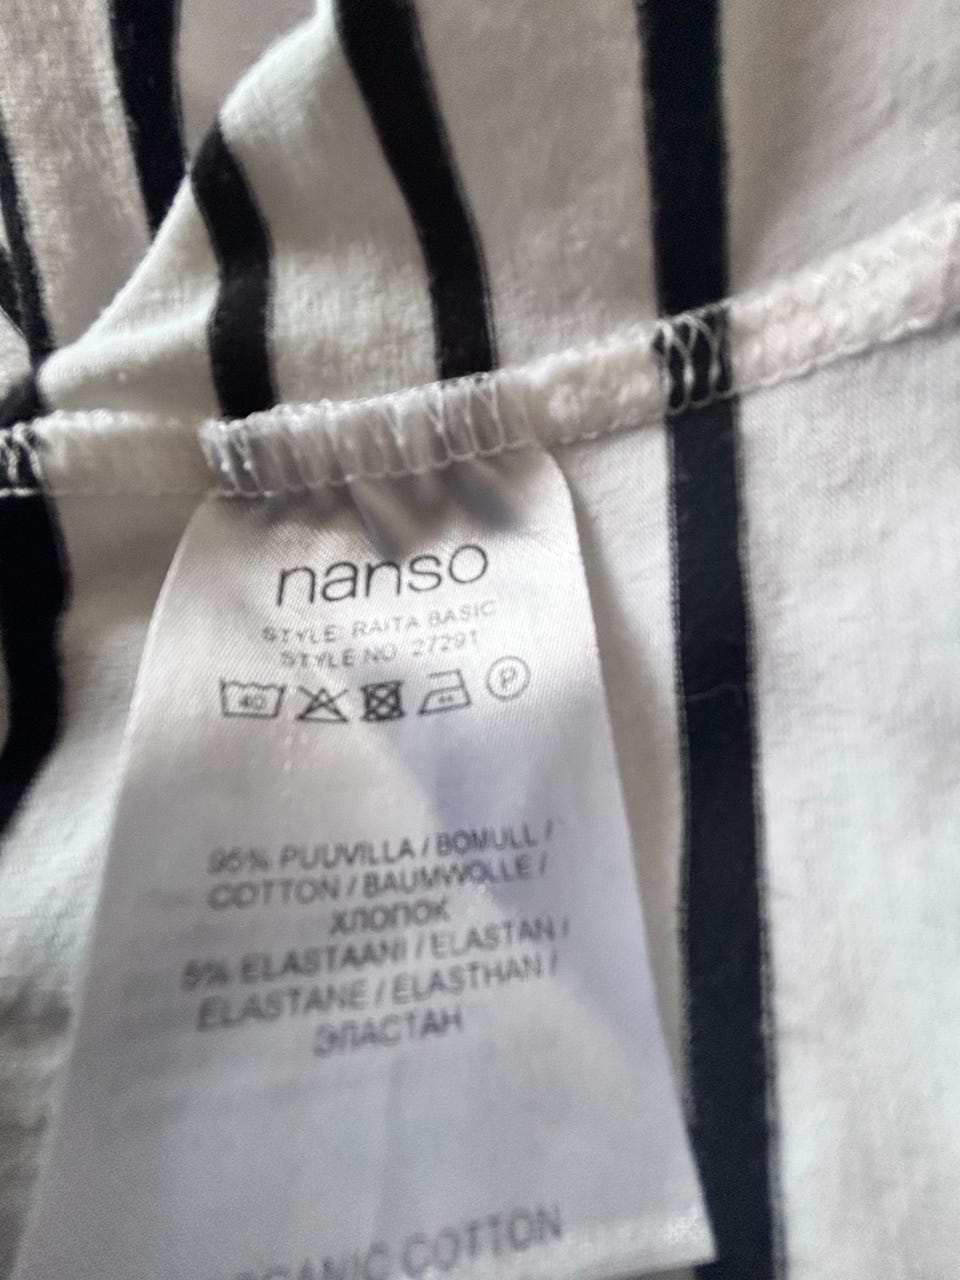 nanso
STYLE: RAITA BASIC
STYLE NO. 27291
40 P
95% PUUVILLA / BOMULL /
COTTON / BAUMWOLLE /
ХЛОПОК
5% ELASTAANI / ELASTAN /
ELASTANE / ELASTHAN /
ЭЛАСТАН
ORGANIC COTTON